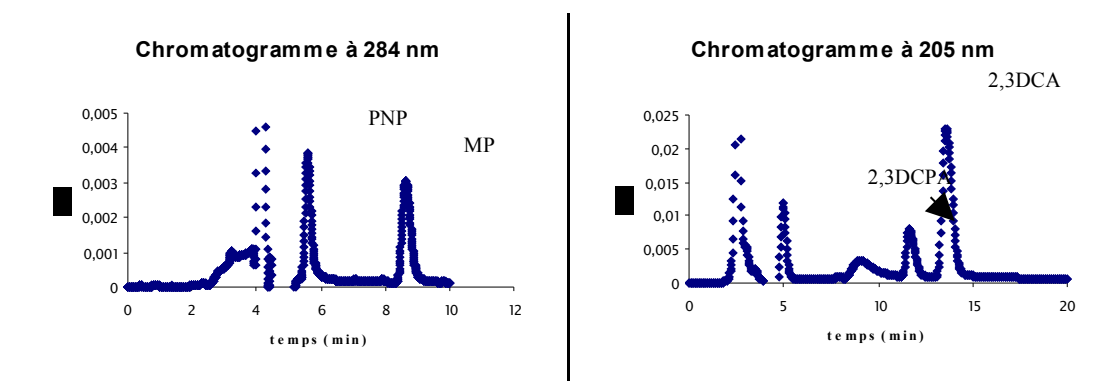 Chromatogramme à 284 nm
PNP
MP
0,005
0,004
0,003
0,002
0,001
0
0 2 4 6 8 10 12
temps (min)
Chromatogramme à 205 nm
2,3DCA
2,3DCPA
0,025
0,02
0,015
0,01
0,005
0
0 5 10 15 20
temps (min)